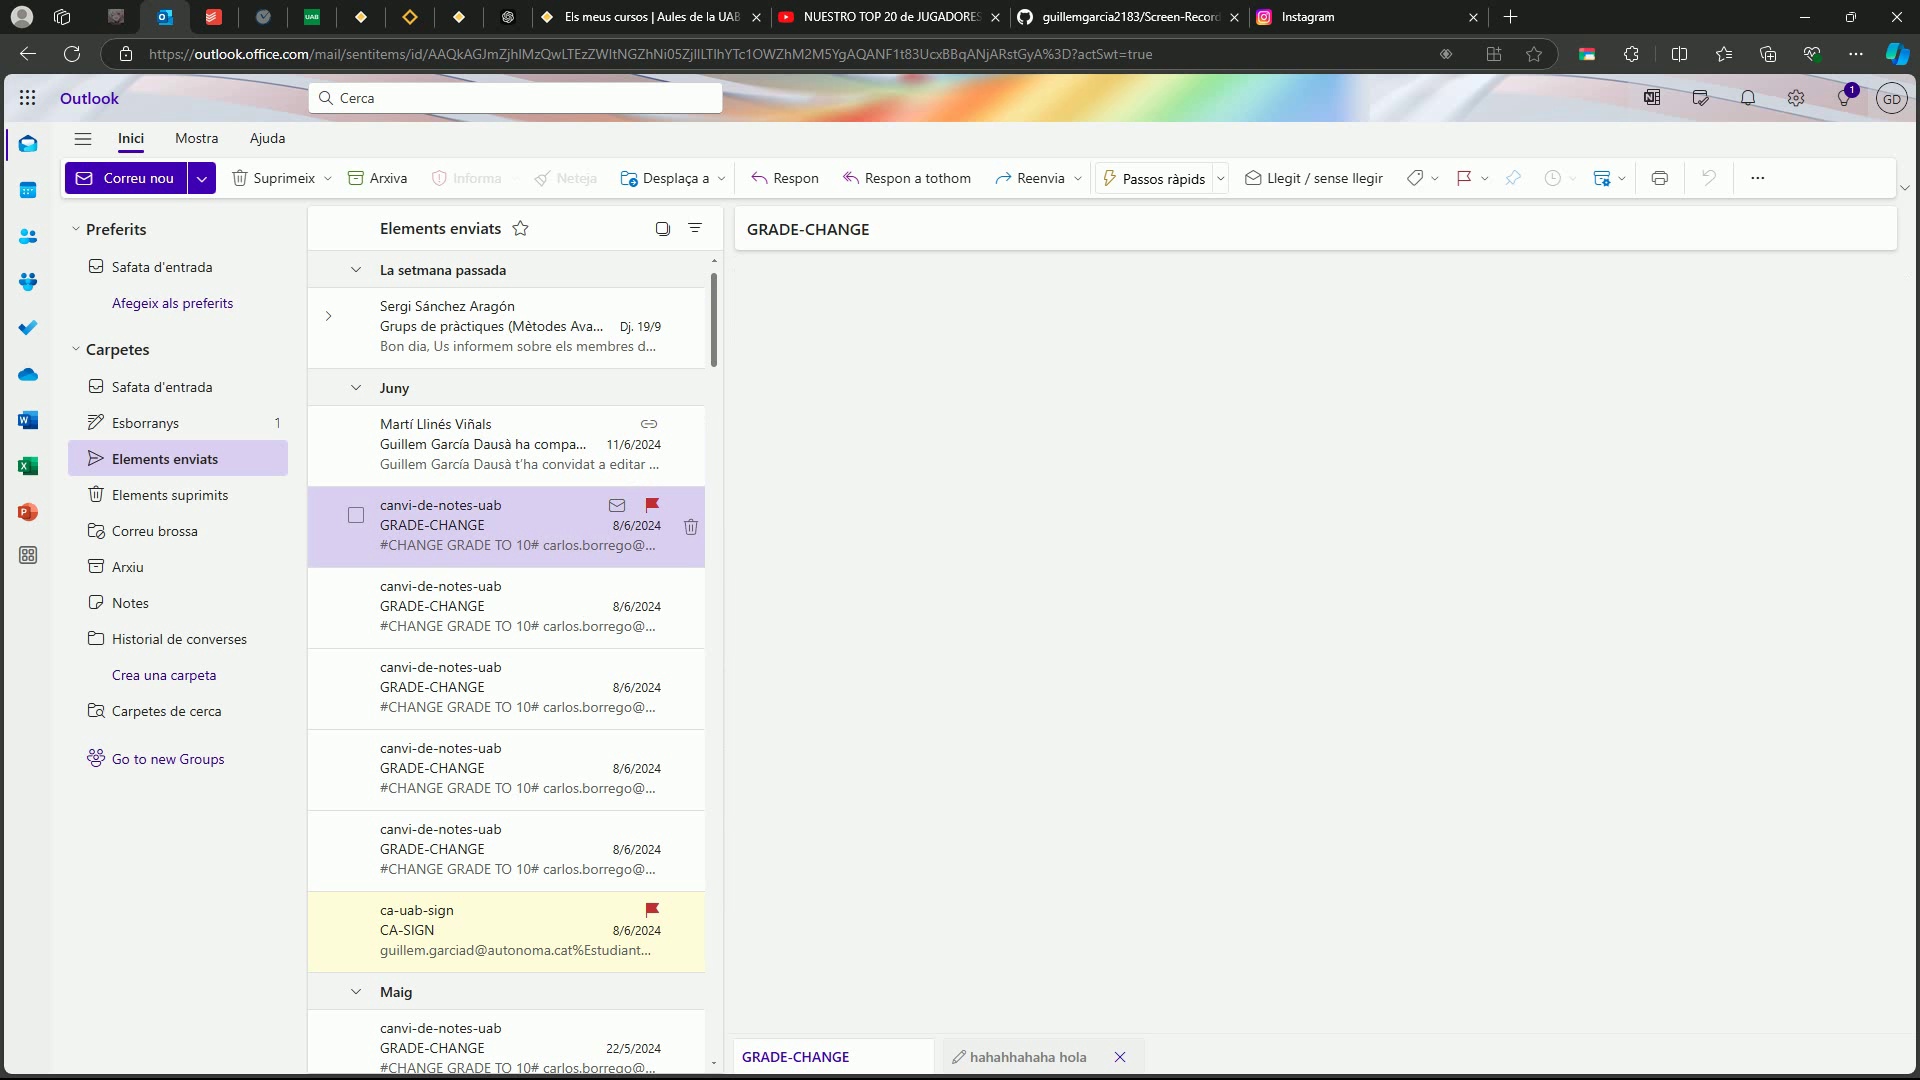 Els meus cursos | Aules de la UAB
NUESTRO TOP 20 de JUGADORES
guillemgarcia2183/Screen-Record
Instagram
Outlook
Cerca
1
GD
Inici
Mostra
Ajuda
Correu nou
Suprimeix
Arxiva
Informa
Neteja
Desplaça a
Respon
Respon a tothom
Reenvia
Passos ràpids
Llegit / sense llegir
Preferits
Safata d'entrada
Afegeix als preferits
Carpetes
Safata d'entrada
Esborranys
1
Elements enviats
Elements suprimits
Correu brossa
Arxiu
Notes
Historial de converses
Crea una carpeta
Carpetes de cerca
Go to new Groups
Elements enviats
La setmana passada
Sergi Sánchez Aragón
Grups de pràctiques (Mètodes Ava... Dj. 19/9
Bon dia, Us informem sobre els membres d...
Juny
Martí Llinés Viñals
Guillem García Dausà ha compa... 11/6/2024
Guillem García Dausà t'ha convidat a editar ...
canvi-de-notes-uab
GRADE-CHANGE 8/6/2024
#CHANGE GRADE TO 10# carlos.borrego@...
canvi-de-notes-uab
GRADE-CHANGE 8/6/2024
#CHANGE GRADE TO 10# carlos.borrego@...
canvi-de-notes-uab
GRADE-CHANGE 8/6/2024
#CHANGE GRADE TO 10# carlos.borrego@...
canvi-de-notes-uab
GRADE-CHANGE 8/6/2024
#CHANGE GRADE TO 10# carlos.borrego@...
canvi-de-notes-uab
GRADE-CHANGE 8/6/2024
#CHANGE GRADE TO 10# carlos.borrego@...
ca-uab-sign
CA-SIGN 8/6/2024
guillem.garciad@autonoma.cat%Estudiant...
Maig
canvi-de-notes-uab
GRADE-CHANGE 22/5/2024
#CHANGE GRADE TO 10# carlos.borrego@...
GRADE-CHANGE
GRADE-CHANGE
hahahhahaha hola